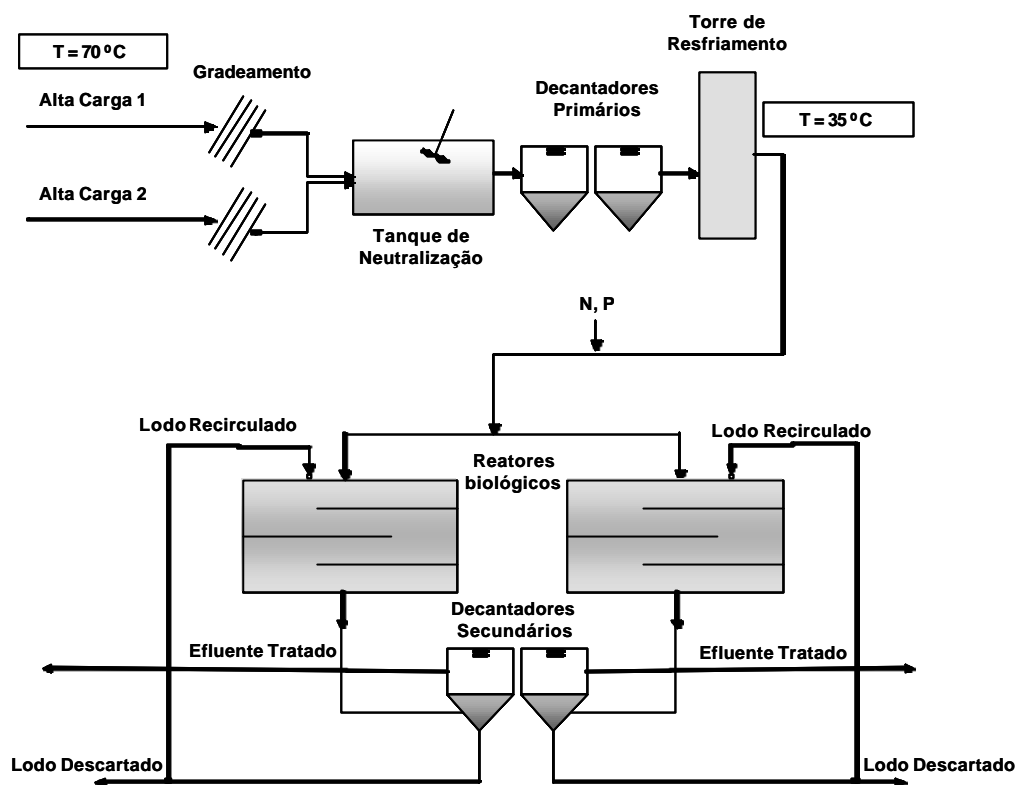 Torre de
Resfriamento
T = 70 ºC
Gradeamento
Decantadores
Primários
Alta Carga 1
T = 35 ºC
Alta Carga 2
Tanque de
Neutralização
N, P
Lodo Recirculado
Lodo Recirculado
Reatores
biológicos
Decantadores
Secundários
Efluente Tratado
Efluente Tratado
Lodo Descartado
Lodo Descartado